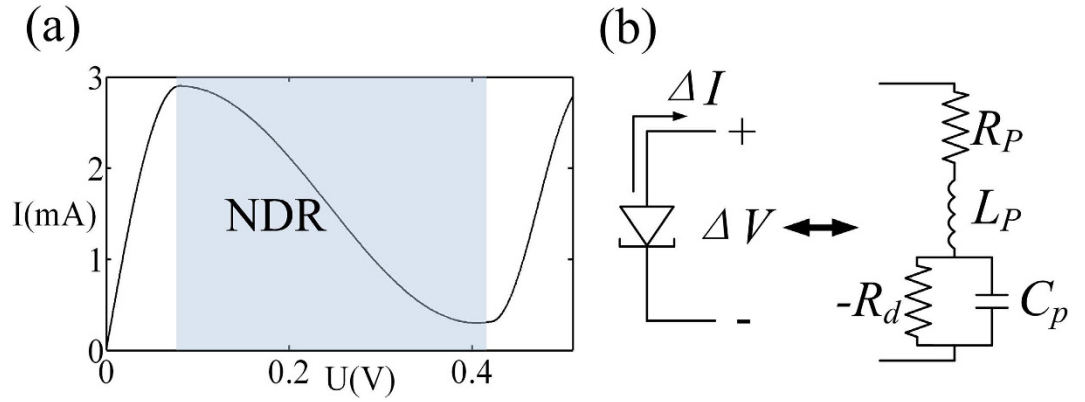 (a)
3
2
I(mA)
1
0
0
0.2
0.4
U(V)
NDR
(b)
ΔI
+
ΔV
-
R_P
L_P
-R_d
C_p